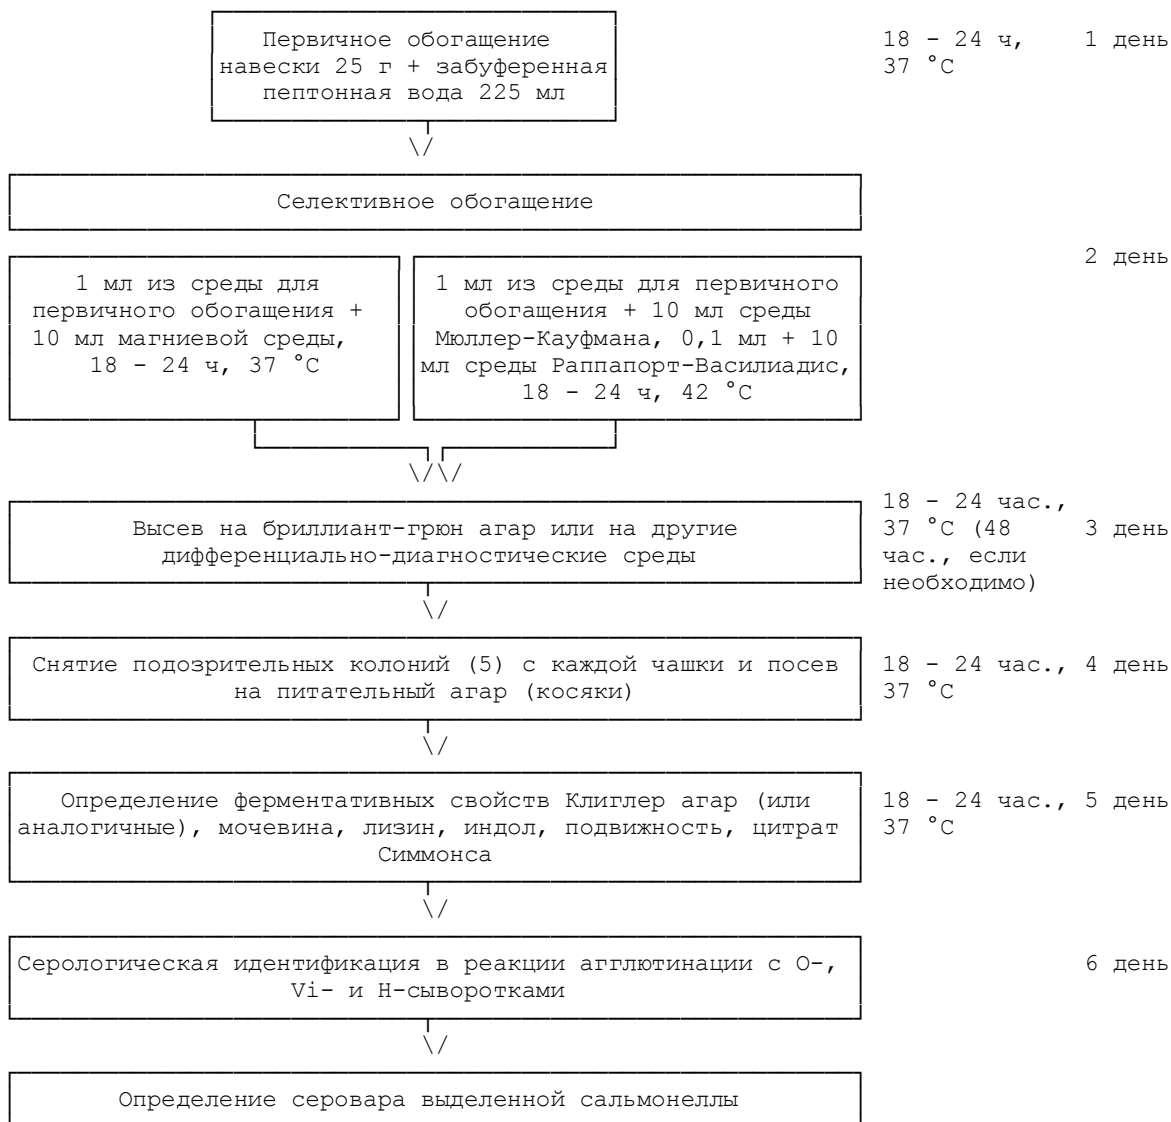 Первичное обогащение
навески 25 г + забуференная
пептонная вода 225 мл
18 - 24 ч,
37 °C
1 день
Селективное обогащение
2 день
1 мл из среды для
первичного обогащения +
10 мл магниевой среды,
18 - 24 ч, 37 °C
1 мл из среды для первичного
обогащения + 10 мл среды
Мюллер-Кауфмана, 0,1 мл + 10
мл среды Раппапорт-Василиадис,
18 - 24 ч, 42 °C
Высев на бриллиант-грюн агар или на другие
дифференциально-диагностические среды
18 - 24 час.,
37 °C (48
час., если
необходимо)
3 день
Снятие подозрительных колоний (5) с каждой чашки и посев
на питательный агар (косяки)
18 - 24 час.,
37 °C
4 день
Определение ферментативных свойств Клиглер агар (или
аналогичные), мочевина, лизин, индол, подвижность, цитрат
Симмонса
18 - 24 час.,
37 °C
5 день
Серологическая идентификация в реакции агглютинации с O-,
Vi- и H-сыворотками
6 день
Определение серовара выделенной сальмонеллы